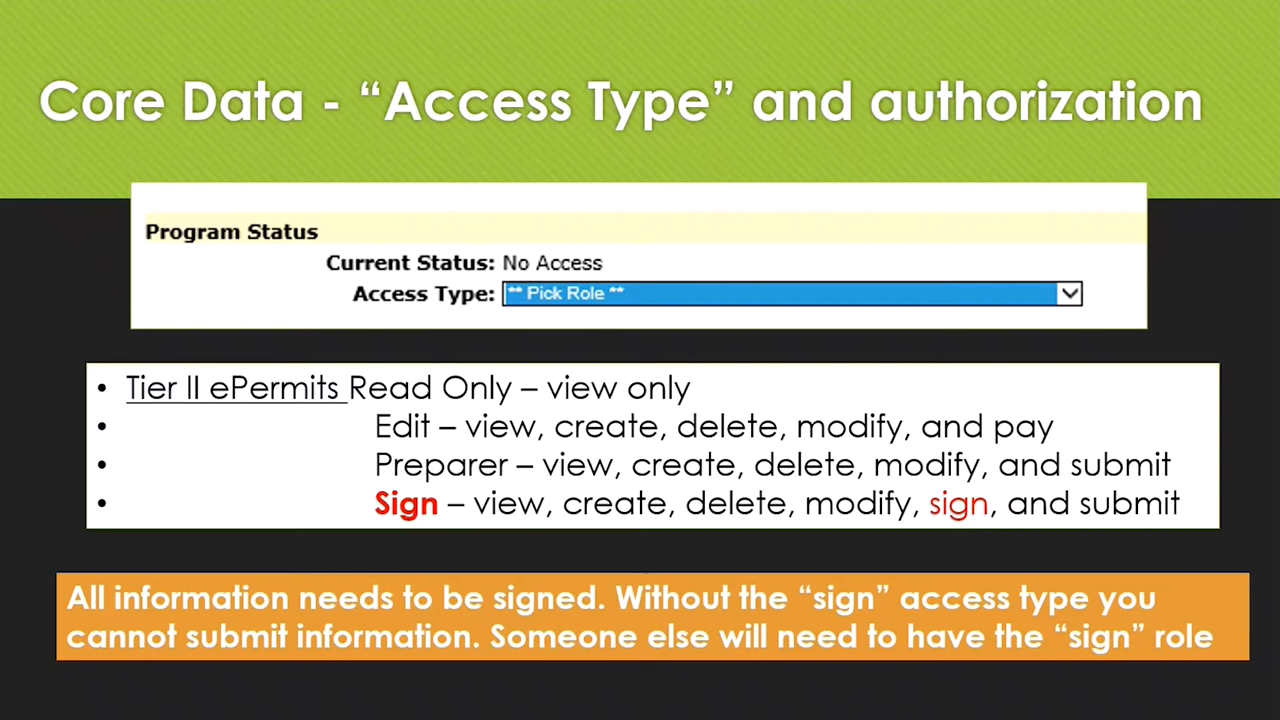 Core Data - “Access Type” and authorization
Program Status
Current Status: No Access
Access Type: ** Pick Role **
• Tier II ePermits Read Only – view only
• Edit – view, create, delete, modify, and pay
• Preparer – view, create, delete, modify, and submit
• Sign – view, create, delete, modify, sign, and submit
All information needs to be signed. Without the “sign” access type you
cannot submit information. Someone else will need to have the “sign” role